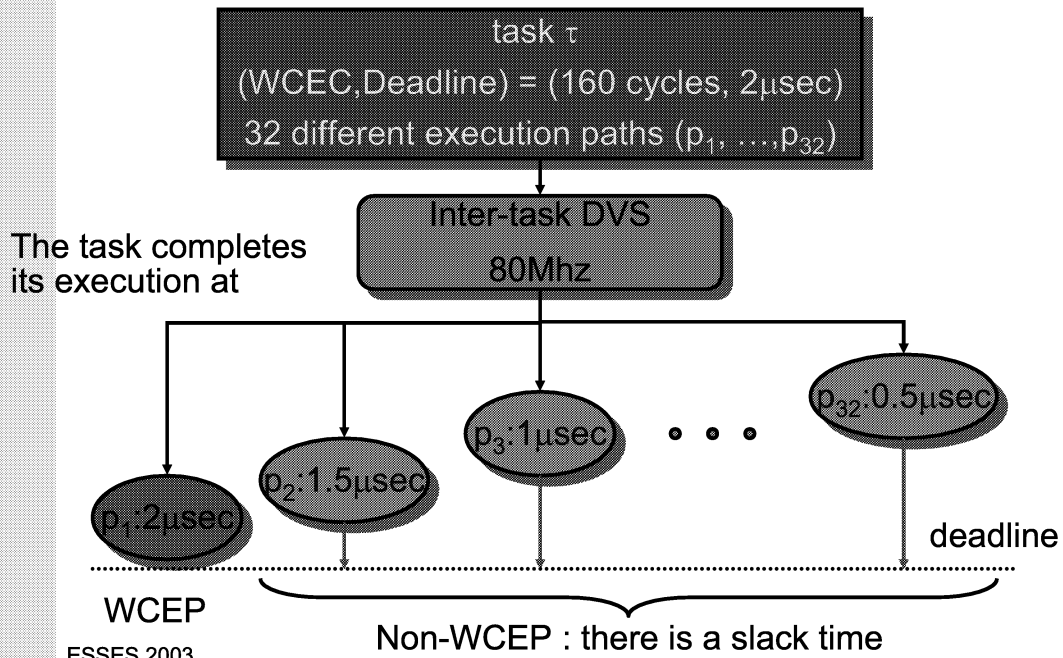 task τ
(WCEC,Deadline) = (160 cycles, 2μsec)
32 different execution paths (p1, ...,p32)
Inter-task DVS
80Mhz
The task completes
its execution at
p32:0.5μsec
p3:1μsec
p2:1.5μsec
p1:2μsec
deadline
WCEP
Non-WCEP : there is a slack time
ESSES 2003